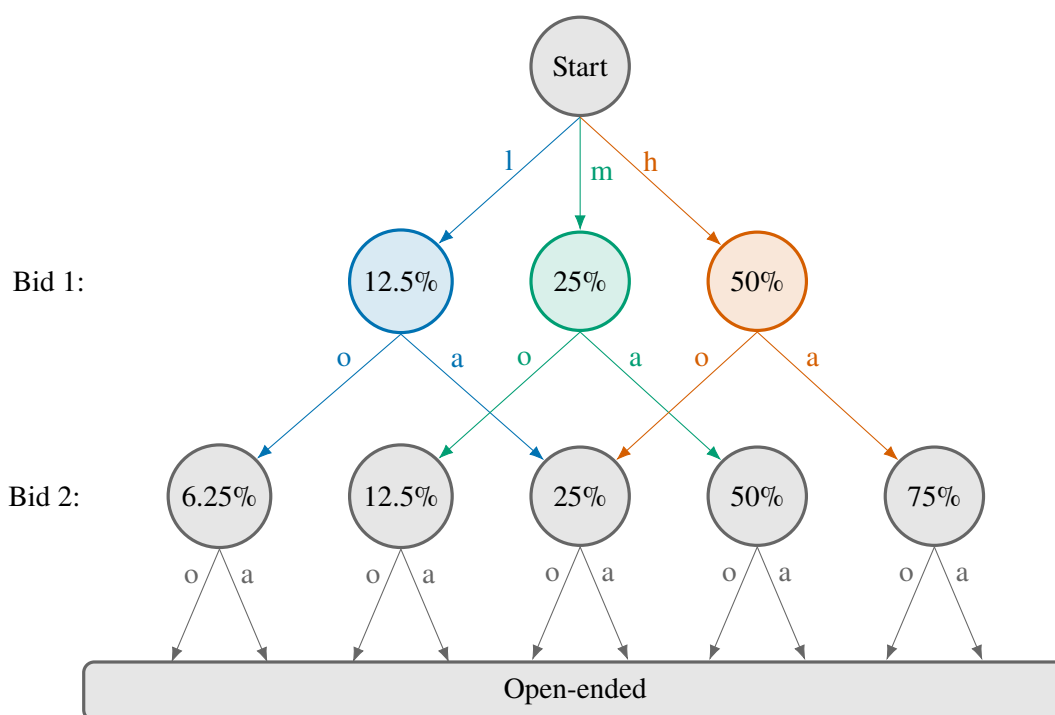 Start
l m h
Bid 1: 12.5% 25% 50%
o a o a o a
Bid 2: 6.25% 12.5% 25% 50% 75%
o a o a o a o a o a
Open-ended